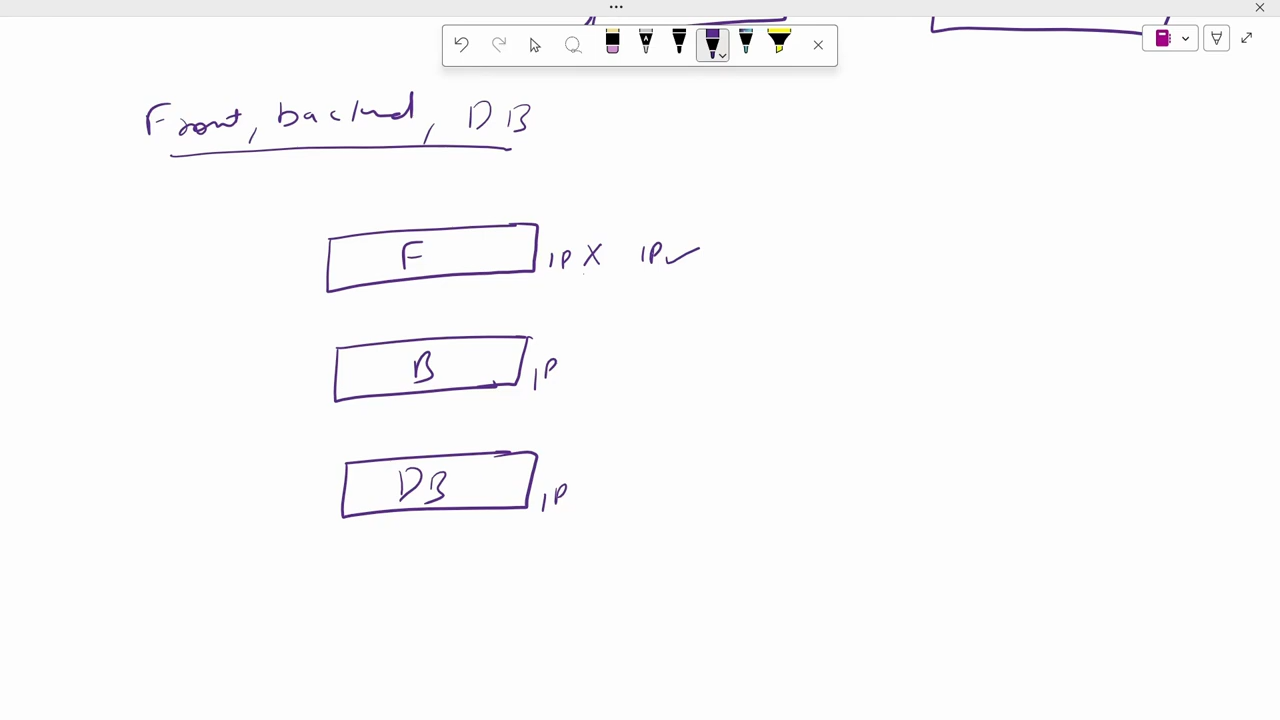 Front, backend, DB
F IP X IP ✓
B IP
DB IP